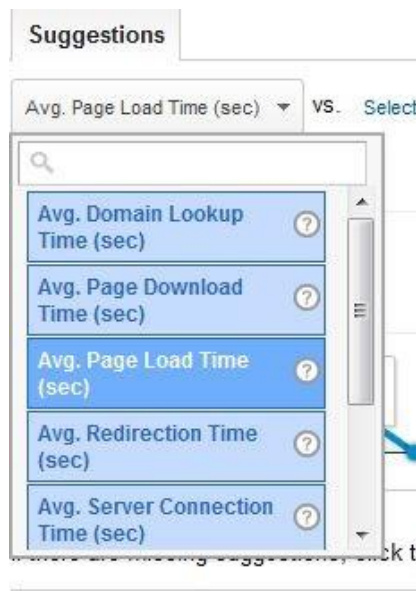 Suggestions
Avg. Page Load Time (sec) VS. Select
Avg. Domain Lookup
Time (sec)
Avg. Page Download
Time (sec)
Avg. Page Load Time
(sec)
Avg. Redirection Time
(sec)
Avg. Server Connection
Time (sec)